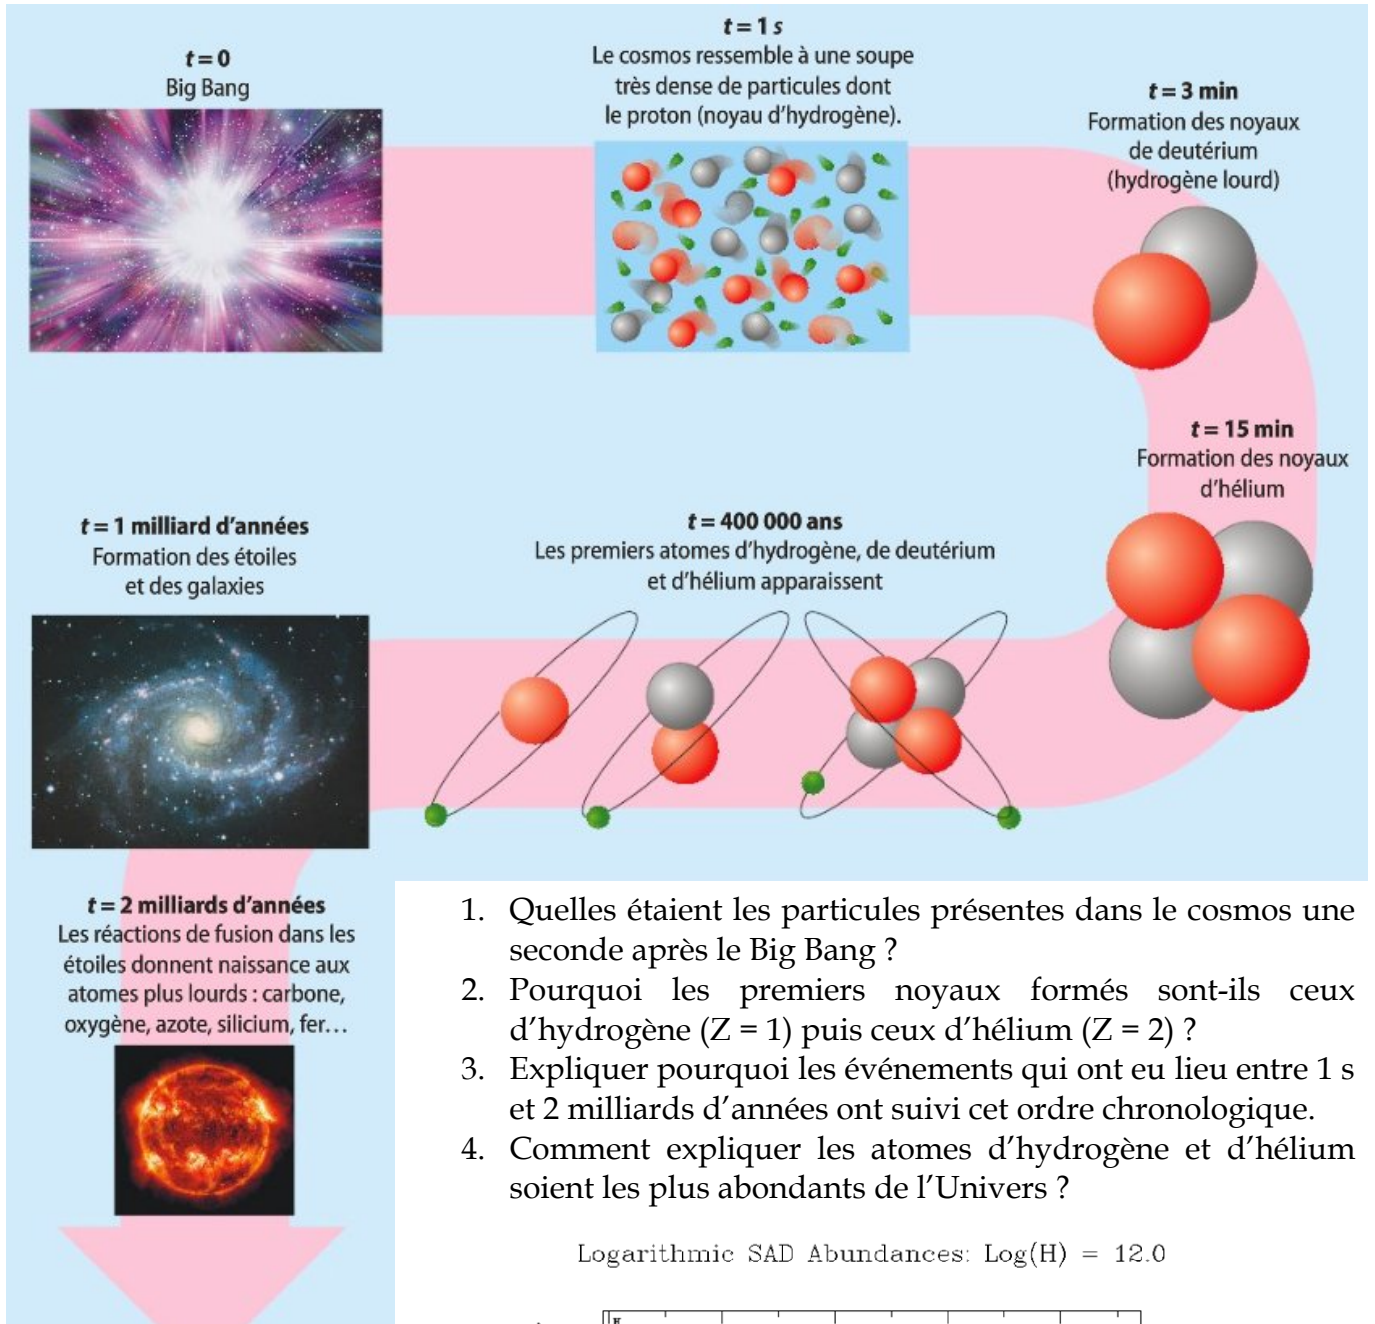 t = 0
Big Bang
t = 1 s
Le cosmos ressemble à une soupe
très dense de particules dont
le proton (noyau d'hydrogène).
t = 3 min
Formation des noyaux
de deutérium
(hydrogène lourd)
t = 15 min
Formation des noyaux
d'hélium
t = 400 000 ans
Les premiers atomes d'hydrogène, de deutérium
et d'hélium apparaissent
t = 1 milliard d'années
Formation des étoiles
et des galaxies
t = 2 milliards d'années
Les réactions de fusion dans les
étoiles donnent naissance aux
atomes plus lourds : carbone,
oxygène, azote, silicium, fer...
1. Quelles étaient les particules présentes dans le cosmos une
seconde après le Big Bang ?
2. Pourquoi les premiers noyaux formés sont-ils ceux
d'hydrogène (Z = 1) puis ceux d'hélium (Z = 2) ?
3. Expliquer pourquoi les événements qui ont eu lieu entre 1 s
et 2 milliards d'années ont suivi cet ordre chronologique.
4. Comment expliquer les atomes d'hydrogène et d'hélium
soient les plus abondants de l'Univers ?
Logarithmic SAD Abundances: Log(H) = 12.0
H